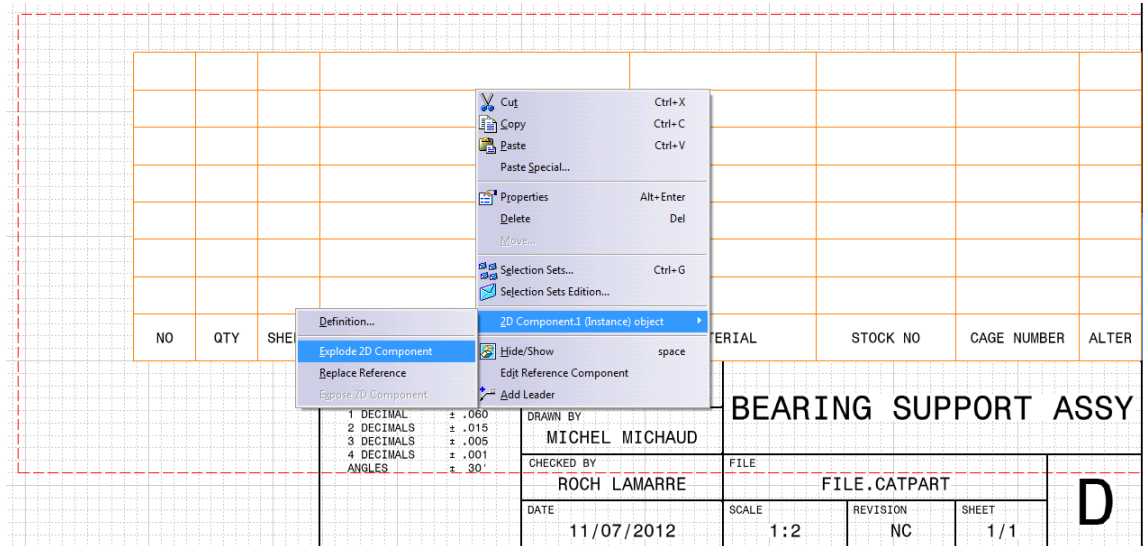 Cut Ctrl+X
Copy Ctrl+C
Paste Ctrl+V
Paste Special...
Properties Alt+Enter
Delete Del
Move...
Selection Sets... Ctrl+G
Selection Sets Edition...
2D Component.1 (Instance) object
Hide/Show space
Edit Reference Component
Add Leader
Definition...
Explode 2D Component
Replace Reference
Expose 2D Component
NO QTY SHE ERIAL STOCK NO CAGE NUMBER ALTER
1 DECIMAL ± .060
2 DECIMALS ± .015
3 DECIMALS ± .005
4 DECIMALS ± .001
ANGLES ± 30'
DRAWN BY
MICHEL MICHAUD
CHECKED BY
ROCH LAMARRE
DATE
11/07/2012
BEARING SUPPORT ASSY
FILE
FILE.CATPART
SCALE
1:2
REVISION
NC
SHEET
1/1
D